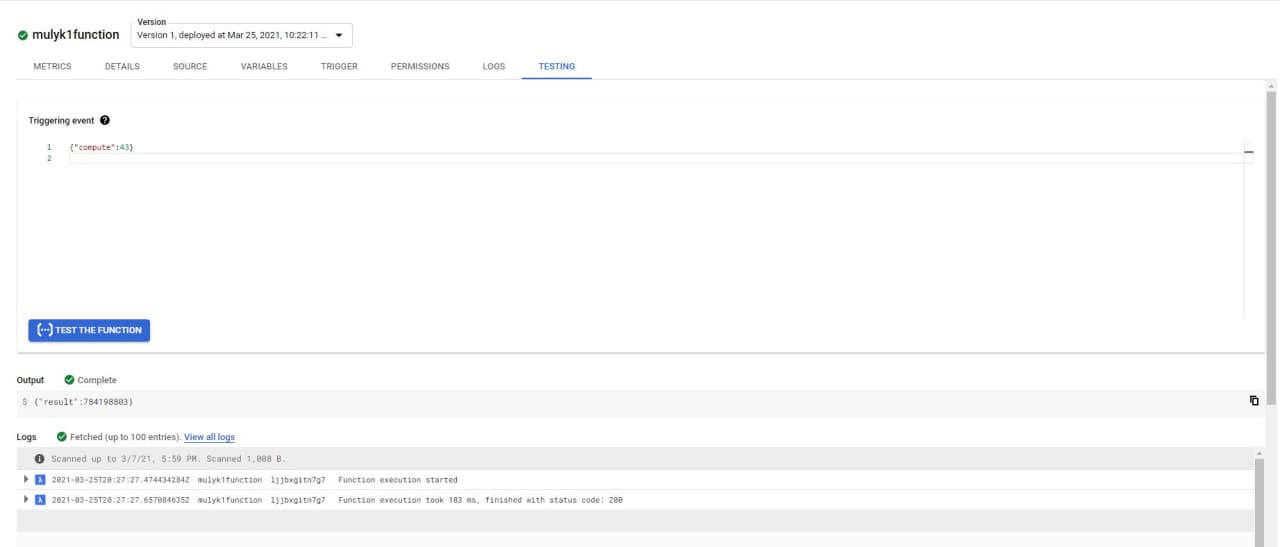 Version
mulyk1function Version 1, deployed at Mar 25, 2021, 10:22:11 ...
METRICS DETAILS SOURCE VARIABLES TRIGGER PERMISSIONS LOGS TESTING
Triggering event ?
1 {"compute":43}
2
{···} TEST THE FUNCTION
Output Complete
$ {"result":784198803}
Logs Fetched (up to 100 entries). View all logs
Scanned up to 3/7/21, 5:59 PM. Scanned 1,008 B.
2021-03-25T20:27:27.474434284Z mulyk1function ljjbxgitn7g7 Function execution started
2021-03-25T20:27:27.657084635Z mulyk1function ljjbxgitn7g7 Function execution took 183 ms, finished with status code: 200